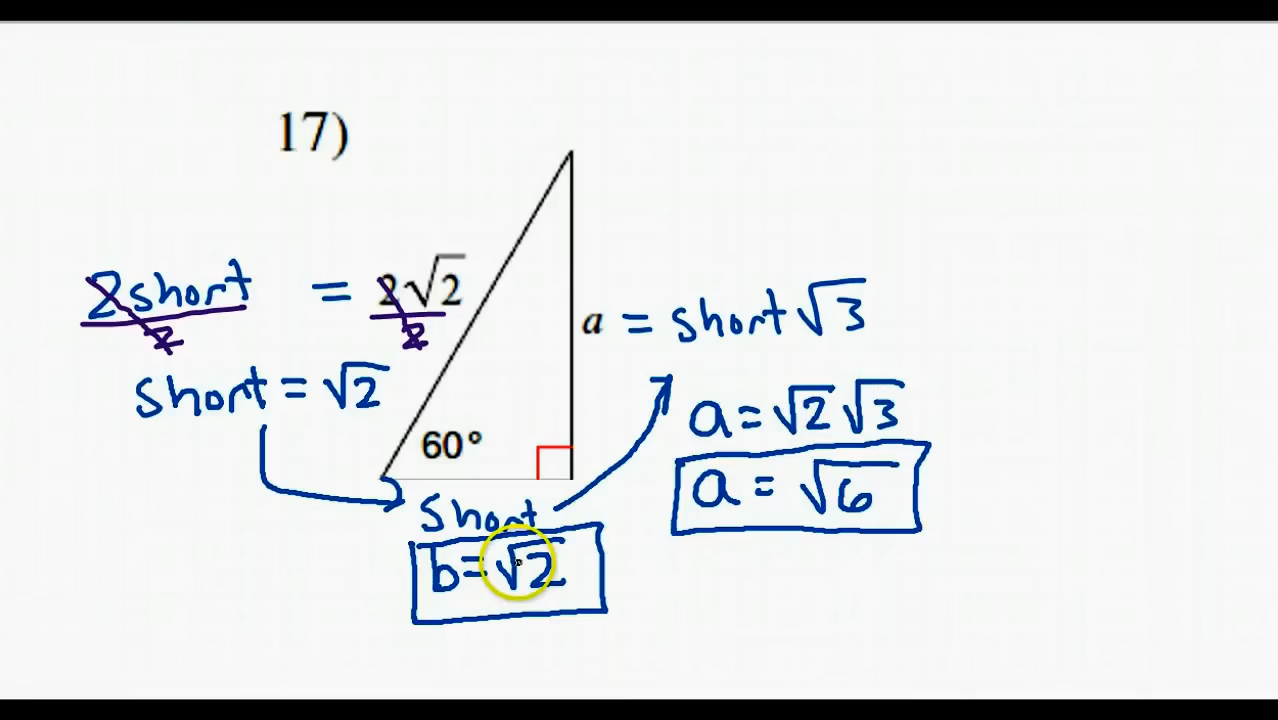 17)
2short = 2√2
2 2
short = √2
a = short √3
a = √2 √3
a = √6
60°
short
b = √2